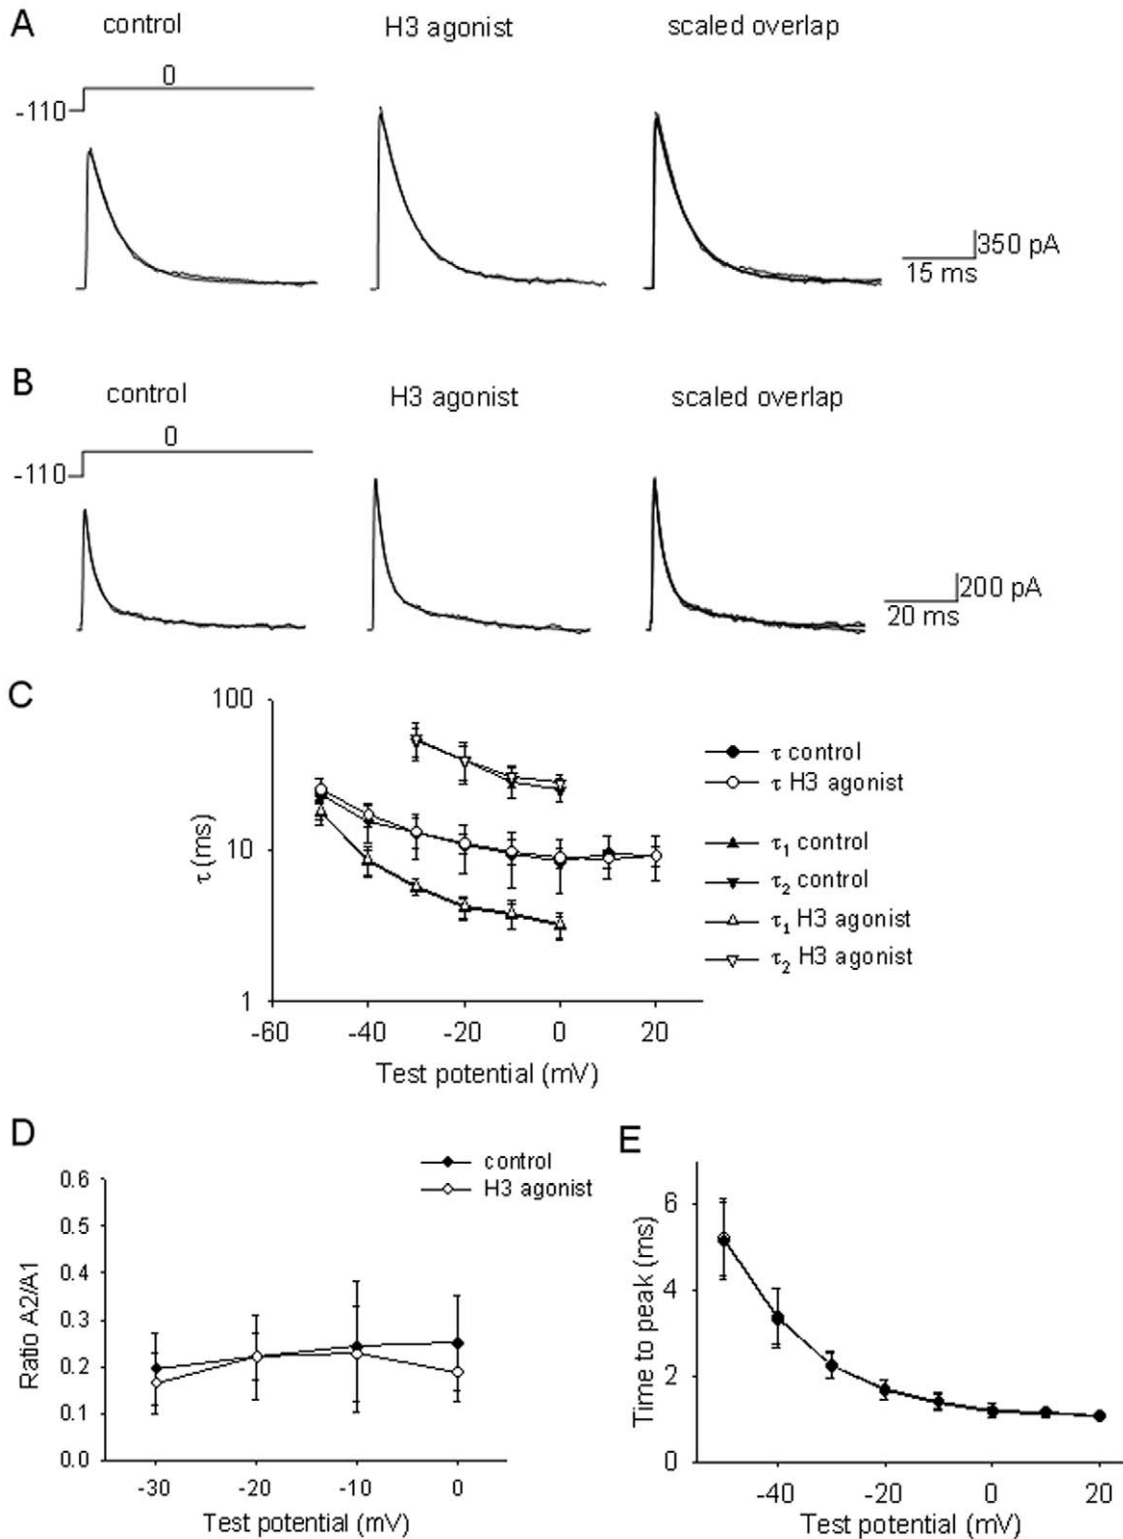 A
control
H3 agonist
scaled overlap
0
-110
350 pA
15 ms
B
control
H3 agonist
scaled overlap
0
-110
200 pA
20 ms
C
100
10
1
τ (ms)
-60 -40 -20 0 20
Test potential (mV)
τ control
τ H3 agonist
τ1 control
τ2 control
τ1 H3 agonist
τ2 H3 agonist
D
control
H3 agonist
0.6
0.5
0.4
0.3
0.2
0.1
0.0
Ratio A2/A1
-30 -20 -10 0
Test potential (mV)
E
6
4
2
0
Time to peak (ms)
-40 -20 0 20
Test potential (mV)